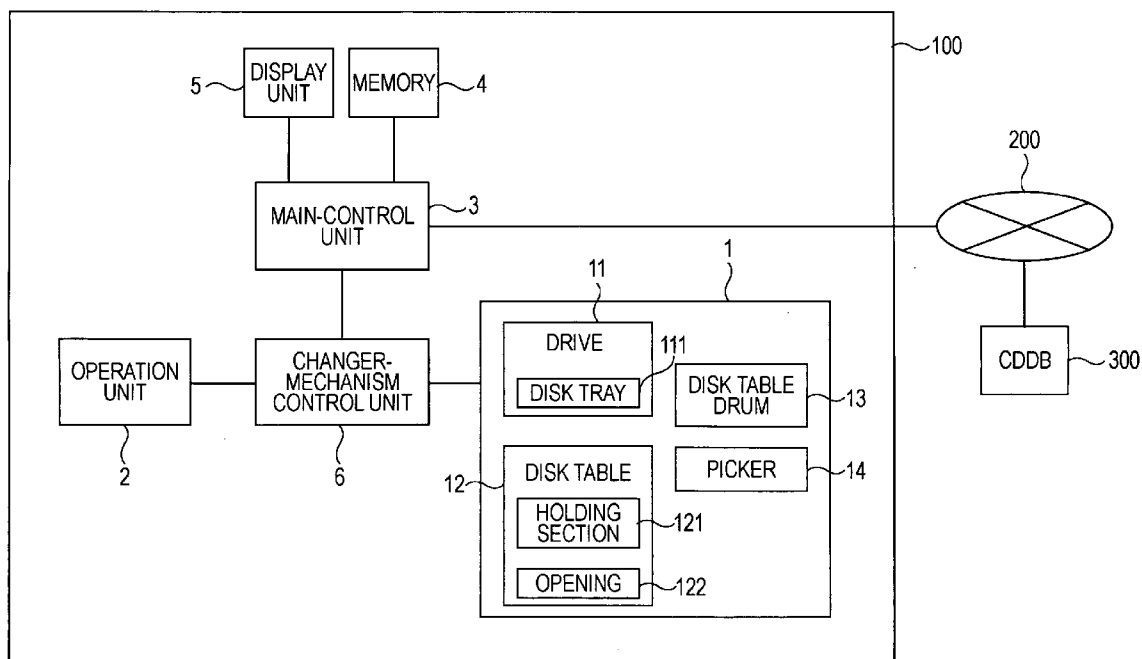 100
5
DISPLAY
UNIT
MEMORY
4
200
MAIN-CONTROL
UNIT
3
1
11
DRIVE
111
DISK TRAY
OPERATION
UNIT
CHANGER-
MECHANISM
CONTROL UNIT
DISK TABLE
DRUM
13
CDDB
300
2
6
12
DISK TABLE
PICKER
14
HOLDING
SECTION
121
OPENING
122